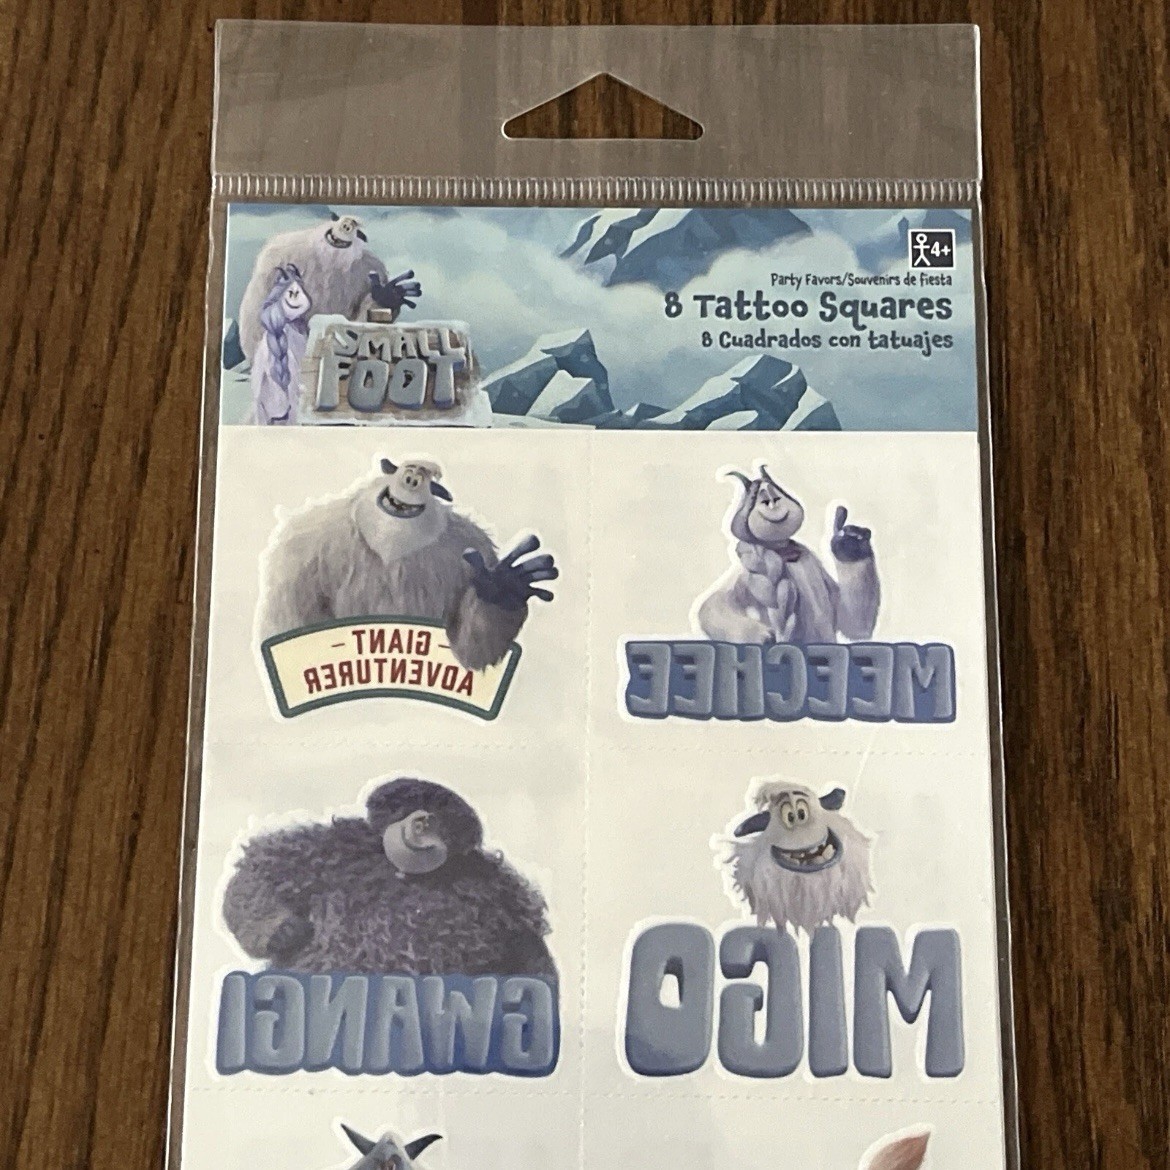 4+
Party Favors/Souvenirs de fiesta
8 Tattoo Squares
8 Cuadrados con tatuajes
SMALL
FOOT
- GIANT -
ADVENTURER
MEECHEE
GWANGI
MIGO